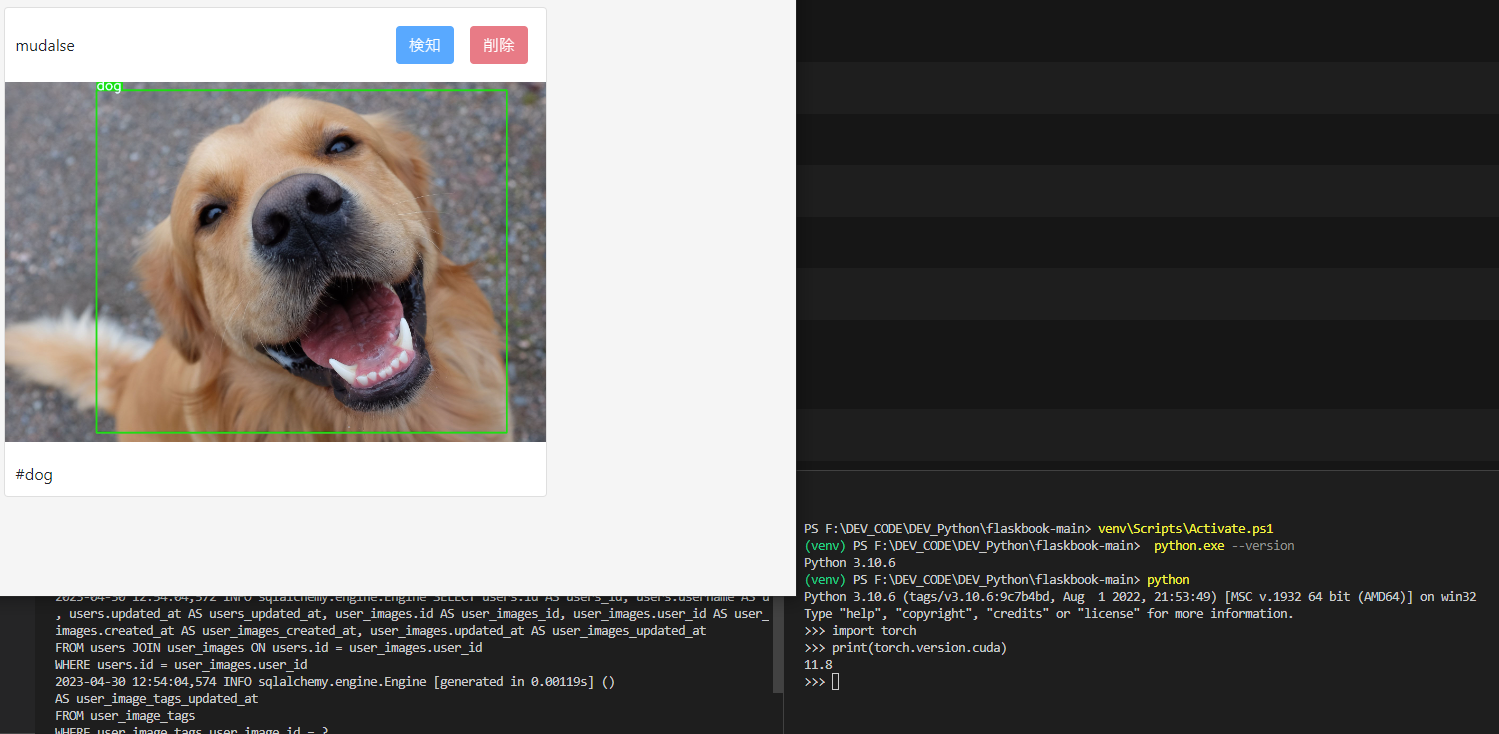 mudalse
検知
削除
dog
#dog
2023-04-30 12:54:04,572 INFO sqlalchemy.engine.Engine SELECT users.id AS users_id, users.username AS u
, users.updated_at AS users_updated_at, user_images.id AS user_images_id, user_images.user_id AS user_
images.created_at AS user_images_created_at, user_images.updated_at AS user_images_updated_at
FROM users JOIN user_images ON users.id = user_images.user_id
WHERE users.id = user_images.user_id
2023-04-30 12:54:04,574 INFO sqlalchemy.engine.Engine [generated in 0.00119s] ()
AS user_image_tags_updated_at
FROM user_image_tags
WHERE user_image_tags.user_image_id = ?
PS F:\DEV_CODE\DEV_Python\flaskbook-main> venv\Scripts\Activate.ps1
(venv) PS F:\DEV_CODE\DEV_Python\flaskbook-main>  python.exe --version
Python 3.10.6
(venv) PS F:\DEV_CODE\DEV_Python\flaskbook-main> python
Python 3.10.6 (tags/v3.10.6:9c7b4bd, Aug  1 2022, 21:53:49) [MSC v.1932 64 bit (AMD64)] on win32
Type "help", "copyright", "credits" or "license" for more information.
>>> import torch
>>> print(torch.version.cuda)
11.8
>>>